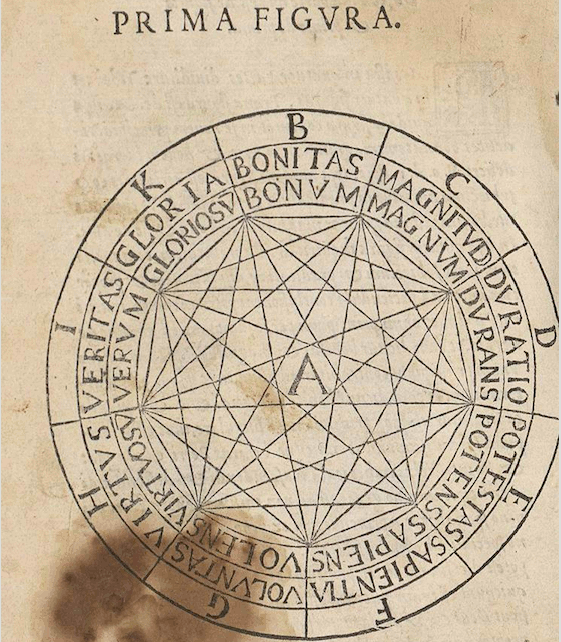 PRIMA FIGVRA.
B
BONITAS
BONVM
C
MAGNITVD
MAGNVM
D
DVRATIO
DVRANS
E
POTESTAS
POTENS
F
SAPIENTIA
SAPIENS
G
VOLVNTAS
VOLENS
H
VIRTVS
VIRTVOSV
I
VERITAS
VERVM
K
GLORIA
GLORIOSV
A